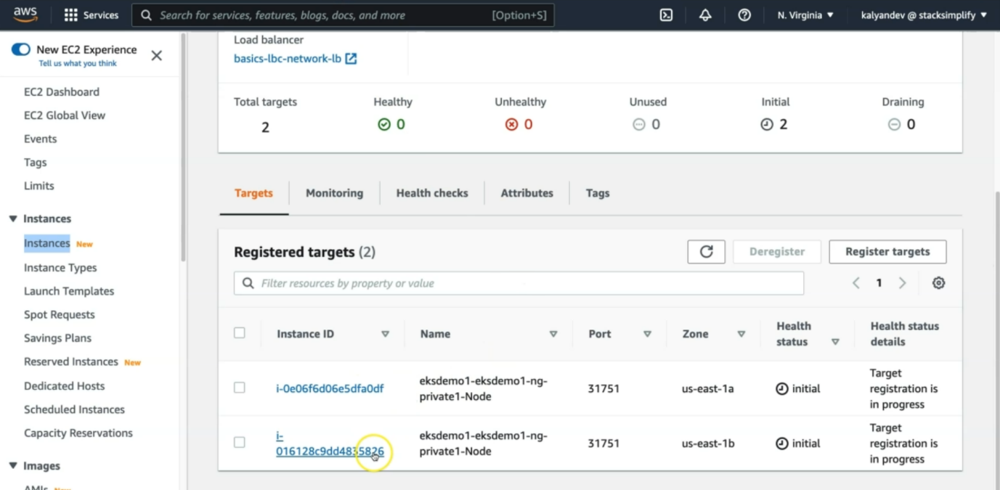 aws Services Search for services, features, blogs, docs, and more [Option+S] N. Virginia ▼ kalyandev @ stacksimplify ▼
New EC2 Experience
Tell us what you think
EC2 Dashboard
EC2 Global View
Events
Tags
Limits
Instances
Instances New
Instance Types
Launch Templates
Spot Requests
Savings Plans
Reserved Instances New
Dedicated Hosts
Scheduled Instances
Capacity Reservations
Images
AMIs New
Load balancer
basics-lbc-network-lb
Total targets Healthy Unhealthy Unused Initial Draining
2 0 0 0 2 0
Targets Monitoring Health checks Attributes Tags
Registered targets (2) Deregister Register targets
Filter resources by property or value 1
Instance ID Name Port Zone Health status Health status details
i-0e06f6d06e5dfa0df eksdemo1-eksdemo1-ng-private1-Node 31751 us-east-1a initial Target registration is in progress
i-016128c9dd4835826 eksdemo1-eksdemo1-ng-private1-Node 31751 us-east-1b initial Target registration is in progress